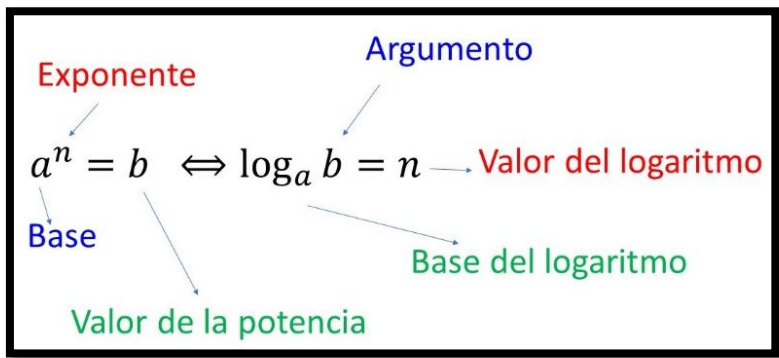 Argumento
Exponente
aⁿ = b ⇔ logₐ b = n
Valor del logaritmo
Base
Base del logaritmo
Valor de la potencia